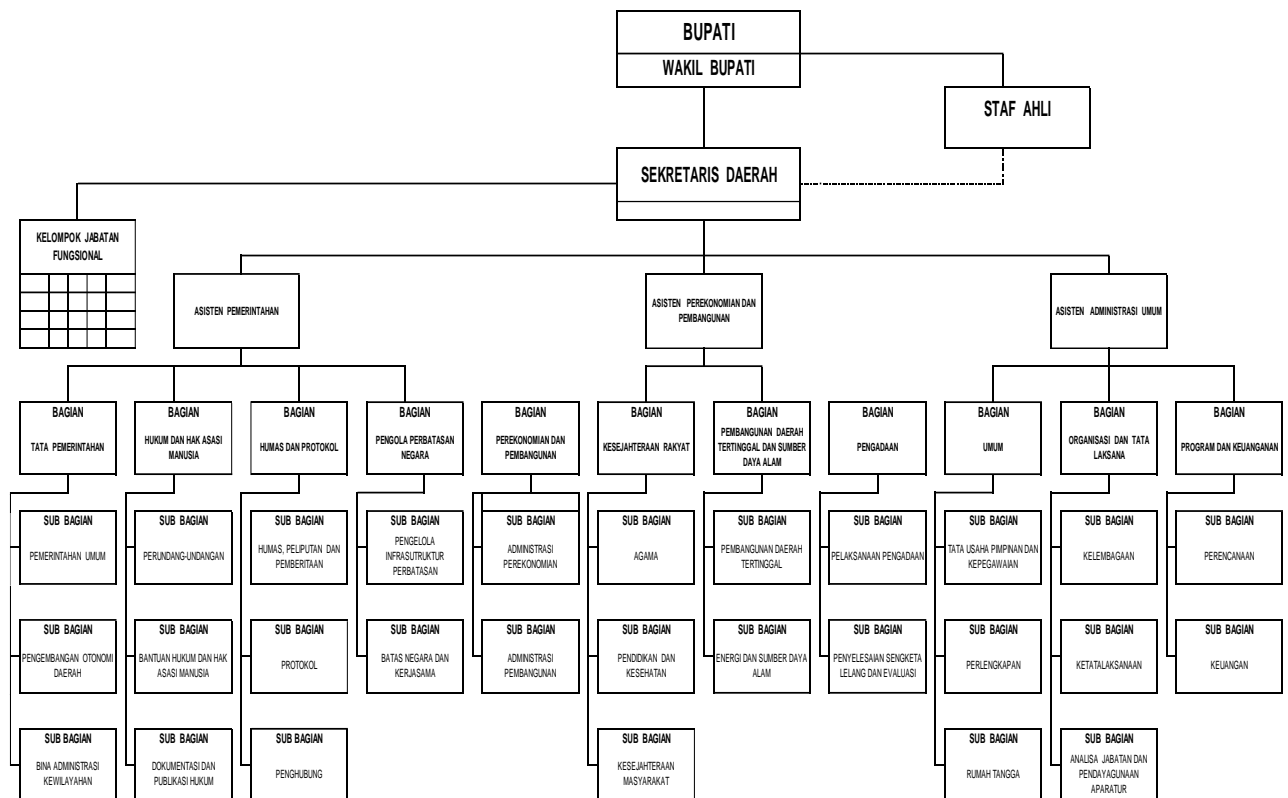 BUPATI
WAKIL BUPATI
STAF AHLI
SEKRETARIS DAERAH
KELOMPOK JABATAN
FUNGSIONAL
ASISTEN PEMERINTAHAN
ASISTEN PEREKONOMIAN DAN
PEMBANGUNAN
ASISTEN ADMINISTRASI UMUM
BAGIAN
TATA PEMERINTAHAN
BAGIAN
HUKUM DAN HAK ASASI
MANUSIA
BAGIAN
HUMAS DAN PROTOKOL
BAGIAN
PENGOLA PERBATASAN
NEGARA
BAGIAN
PEREKONOMIAN DAN
PEMBANGUNAN
BAGIAN
KESEJAHTERAAN RAKYAT
BAGIAN
PEMBANGUNAN DAERAH
TERTINGGAL DAN SUMBER
DAYA ALAM
BAGIAN
PENGADAAN
BAGIAN
UMUM
BAGIAN
ORGANISASI DAN TATA
LAKSANA
BAGIAN
PROGRAM DAN KEUANGANAN
SUB BAGIAN
PEMERINTAHAN UMUM
SUB BAGIAN
PERUNDANG-UNDANGAN
SUB BAGIAN
HUMAS, PELIPUTAN DAN
PEMBERITAAN
SUB BAGIAN
PENGELOLA
INFRASUTRUKTUR
PERBATASAN
SUB BAGIAN
ADMINISTRASI
PEREKONOMIAN
SUB BAGIAN
AGAMA
SUB BAGIAN
PEMBANGUNAN DAERAH
TERTINGGAL
SUB BAGIAN
PELAKSANAAN PENGADAAN
SUB BAGIAN
TATA USAHA PIMPINAN DAN
KEPEGAWAIAN
SUB BAGIAN
KELEMBAGAAN
SUB BAGIAN
PERENCANAAN
SUB BAGIAN
PENGEMBANGAN OTONOMI
DAERAH
SUB BAGIAN
BANTUAN HUKUM DAN HAK
ASASI MANUSIA
SUB BAGIAN
PROTOKOL
SUB BAGIAN
BATAS NEGARA DAN
KERJASAMA
SUB BAGIAN
ADMINISTRASI
PEMBANGUNAN
SUB BAGIAN
PENDIDIKAN DAN
KESEHATAN
SUB BAGIAN
ENERGI DAN SUMBER DAYA
ALAM
SUB BAGIAN
PENYELESAIAN SENGKETA
LELANG DAN EVALUASI
SUB BAGIAN
PERLENGKAPAN
SUB BAGIAN
KETATALAKSANAAN
SUB BAGIAN
KEUANGAN
SUB BAGIAN
BINA ADMINISTRASI
KEWILAYAHAN
SUB BAGIAN
DOKUMENTASI DAN
PUBLIKASI HUKUM
SUB BAGIAN
PENGHUBUNG
SUB BAGIAN
KESEJAHTERAAN
MASYARAKAT
SUB BAGIAN
RUMAH TANGGA
SUB BAGIAN
ANALISA JABATAN DAN
PENDAYAGUNAAN
APARATUR